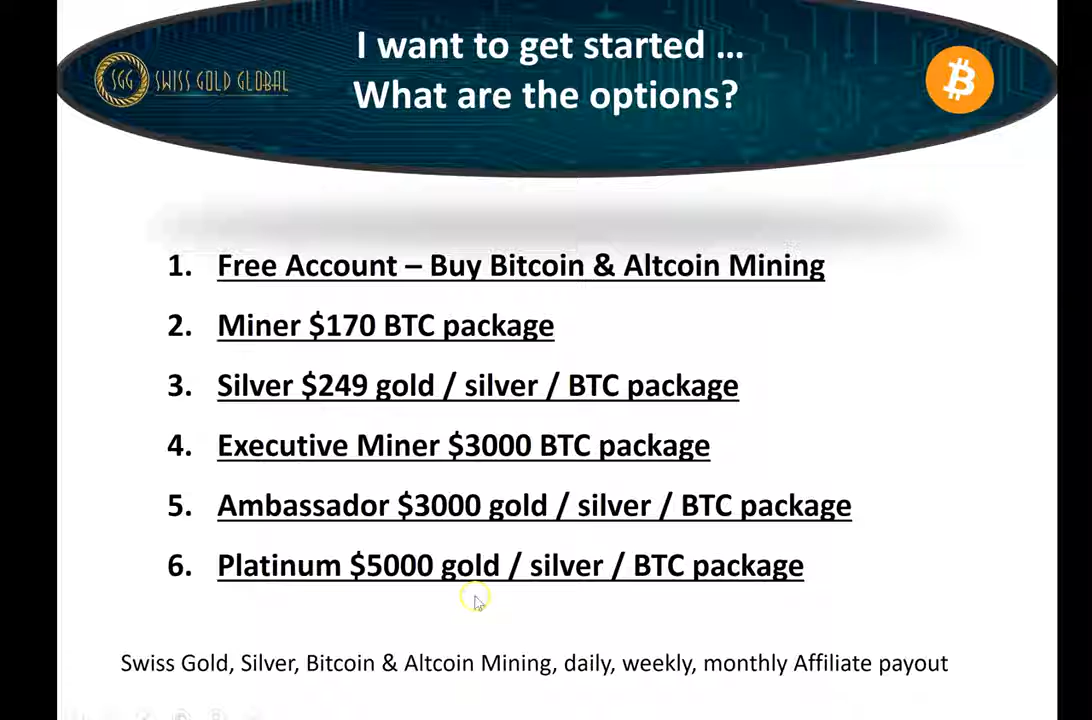 I want to get started ...
What are the options?
SGG SWISS GOLD GLOBAL
1. Free Account – Buy Bitcoin & Altcoin Mining
2. Miner $170 BTC package
3. Silver $249 gold / silver / BTC package
4. Executive Miner $3000 BTC package
5. Ambassador $3000 gold / silver / BTC package
6. Platinum $5000 gold / silver / BTC package
Swiss Gold, Silver, Bitcoin & Altcoin Mining, daily, weekly, monthly Affiliate payout